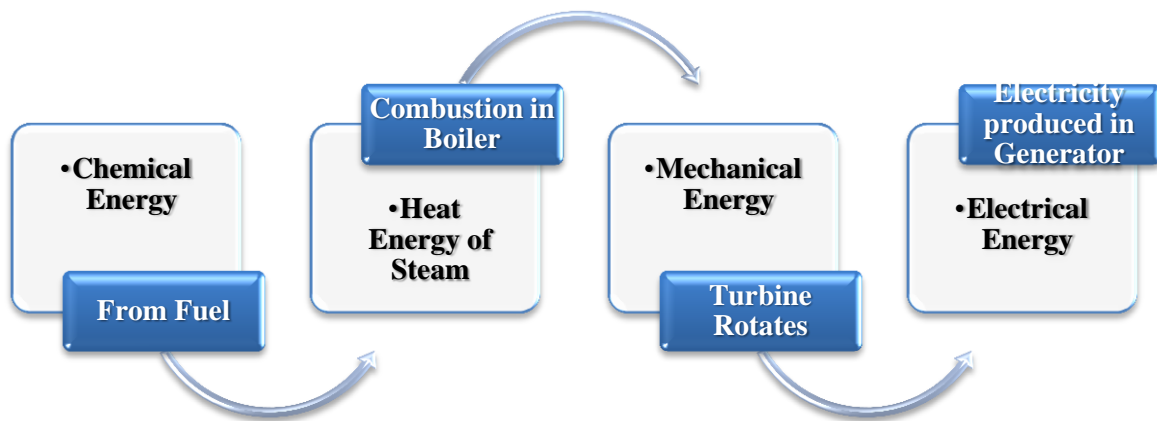 •Chemical
Energy
From Fuel
Combustion in
Boiler
•Heat
Energy of
Steam
•Mechanical
Energy
Turbine
Rotates
Electricity
produced in
Generator
•Electrical
Energy